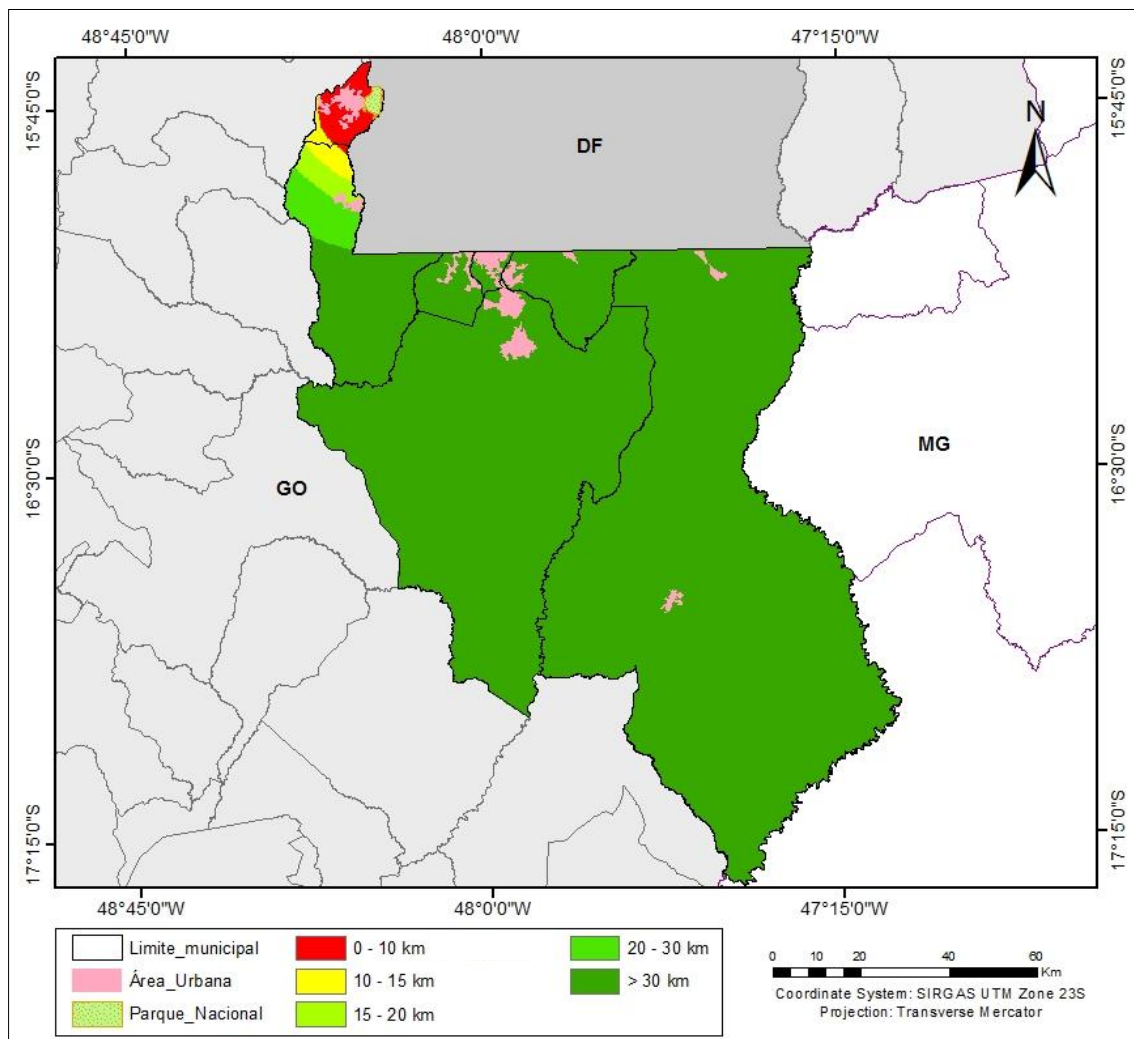 48°45'0"W 48°0'0"W 47°15'0"W
15°45'0"S 15°45'0"S
N
DF
16°30'0"S 16°30'0"S
MG
GO
17°15'0"S 17°15'0"S
48°45'0"W 48°0'0"W 47°15'0"W
Limite_municipal 0 - 10 km 20 - 30 km
Área_Urbana 10 - 15 km > 30 km
Parque_Nacional 15 - 20 km
0 10 20 40 60
Km
Coordinate System: SIRGAS UTM Zone 23S
Projection: Transverse Mercator